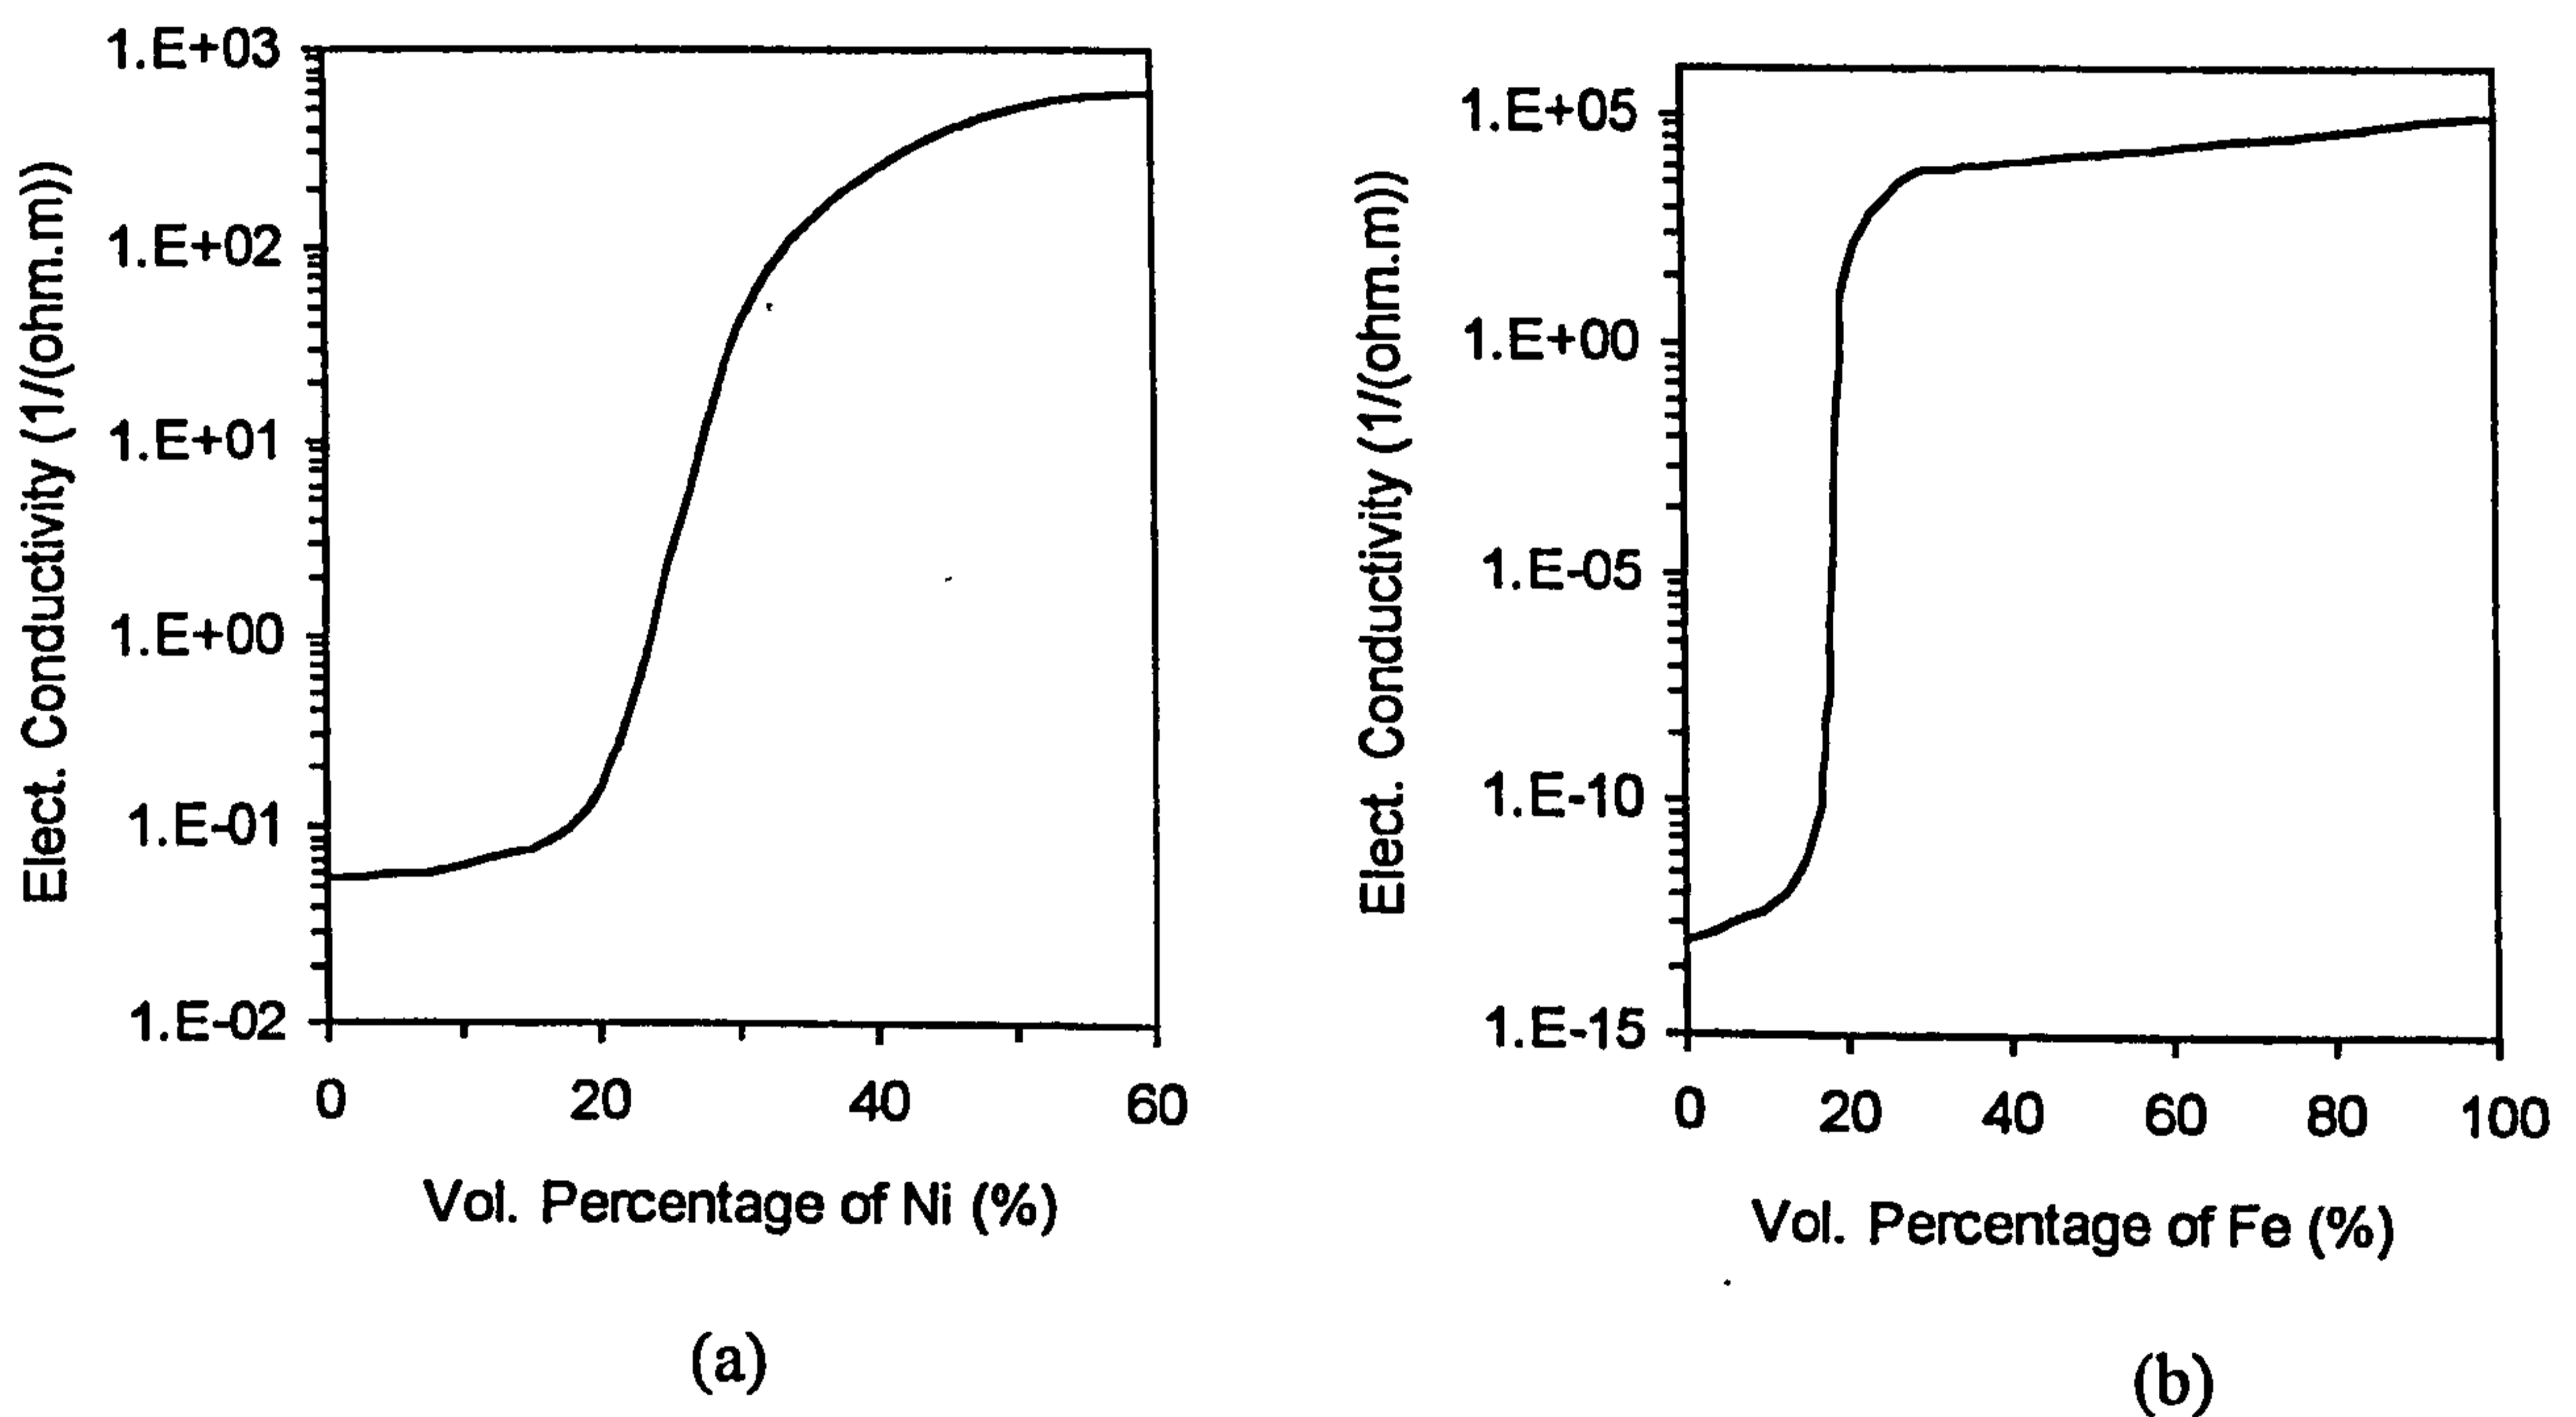 Elect. Conductivity (1/(ohm.m))
1.E+03
1.E+02
1.E+01
1.E+00
1.E-01
1.E-02
0 20 40 60
Vol. Percentage of Ni (%)
(a)
Elect. Conductivity (1/(ohm.m))
1.E+05
1.E+00
1.E-05
1.E-10
1.E-15
0 20 40 60 80 100
Vol. Percentage of Fe (%)
(b)